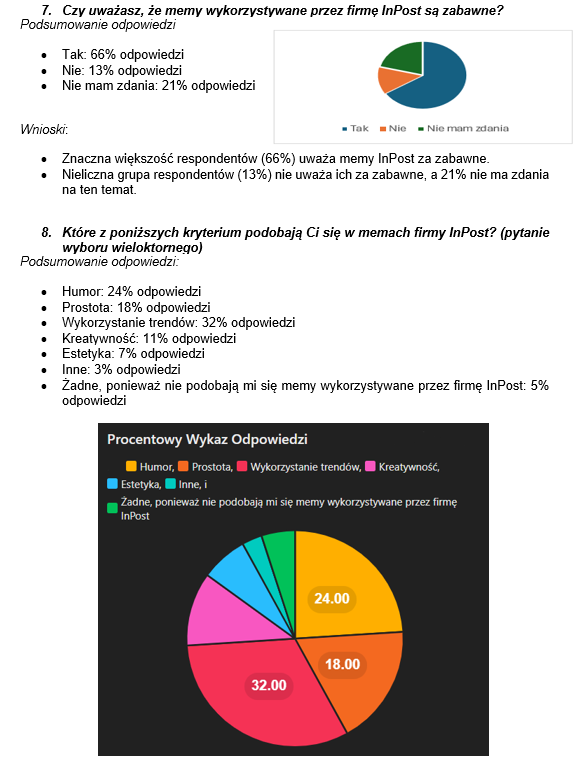 7. Czy uważasz, że memy wykorzystywane przez firmę InPost są zabawne?
Podsumowanie odpowiedzi
• Tak: 66% odpowiedzi
• Nie: 13% odpowiedzi
• Nie mam zdania: 21% odpowiedzi
Tak Nie Nie mam zdania
Wnioski:
• Znaczna większość respondentów (66%) uważa memy InPost za zabawne.
• Nieliczna grupa respondentów (13%) nie uważa ich za zabawne, a 21% nie ma zdania
na ten temat.
8. Które z poniższych kryterium podobają Ci się w memach firmy InPost? (pytanie
wyboru wieloktornego)
Podsumowanie odpowiedzi:
• Humor: 24% odpowiedzi
• Prostota: 18% odpowiedzi
• Wykorzystanie trendów: 32% odpowiedzi
• Kreatywność: 11% odpowiedzi
• Estetyka: 7% odpowiedzi
• Inne: 3% odpowiedzi
• Żadne, ponieważ nie podobają mi się memy wykorzystywane przez firmę InPost: 5%
odpowiedzi
Procentowy Wykaz Odpowiedzi
Humor, Prostota, Wykorzystanie trendów, Kreatywność,
Estetyka, Inne, i
Żadne, ponieważ nie podobają mi się memy wykorzystywane przez firmę
InPost
24.00
18.00
32.00